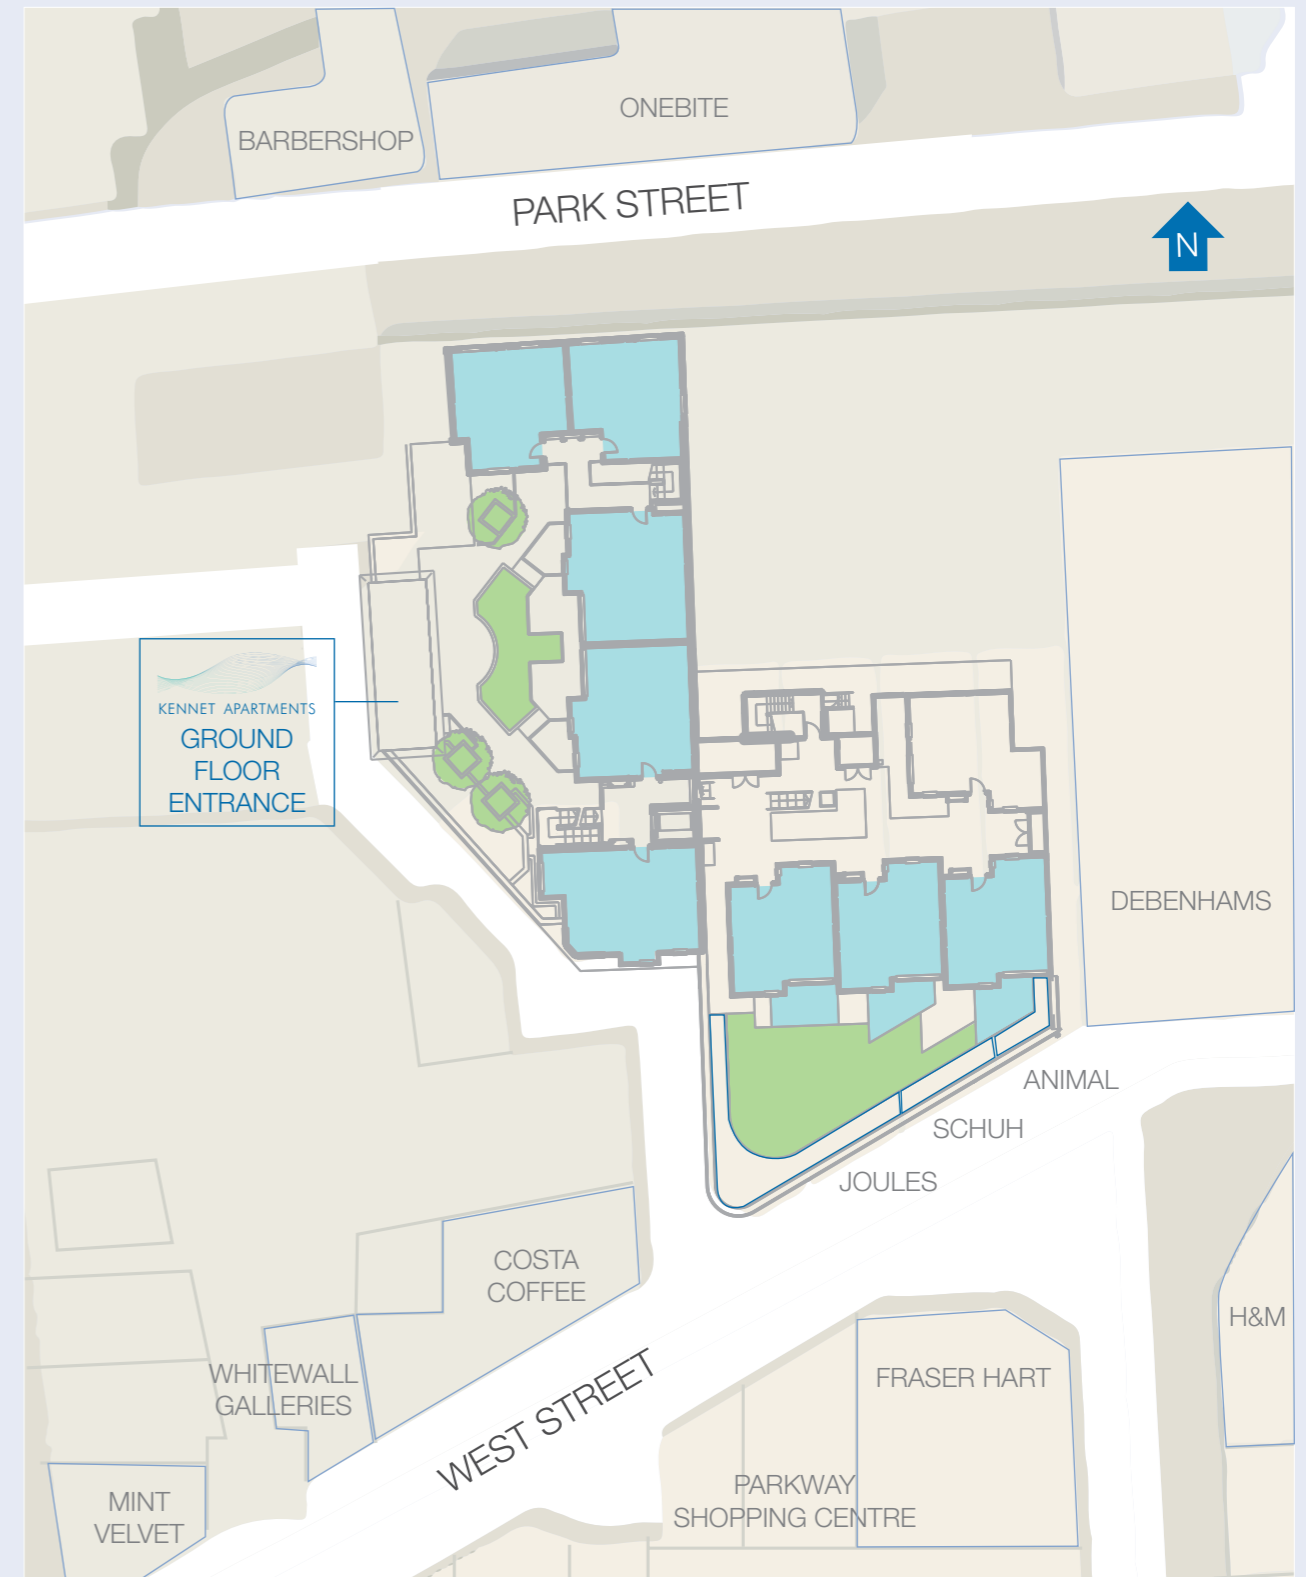 ONEBITE
BARBERSHOP
PARK STREET
N
KENNET APARTMENTS
GROUND
FLOOR
ENTRANCE
DEBENHAMS
ANIMAL
SCHUH
JOULES
COSTA
COFFEE
H&M
WHITEWALL
GALLERIES
FRASER HART
WEST STREET
PARKWAY
SHOPPING CENTRE
MINT
VELVET